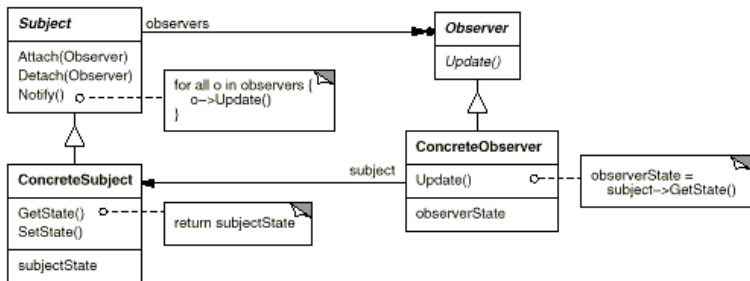 Subject
observers
Observer
Attach(Observer)
Detach(Observer)
Notify()
for all o in observers {
o->Update()
}
Update()
ConcreteSubject
GetState()
SetState()
subjectState
return subjectState
subject
ConcreteObserver
Update()
observerState
observerState =
subject->GetState()